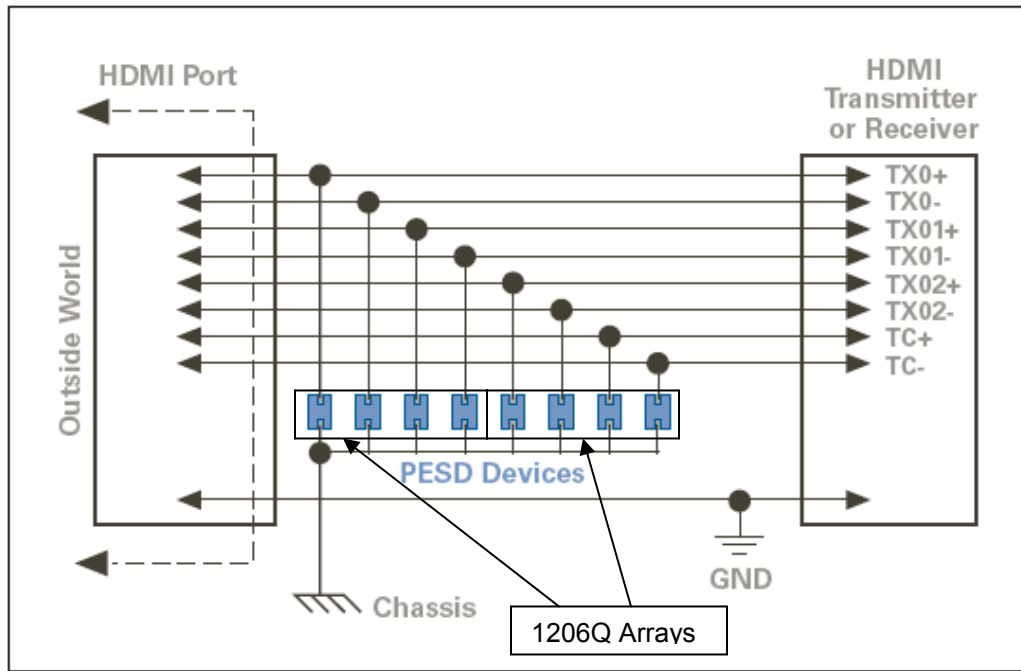 HDMI Port
HDMI
Transmitter
or Receiver
Outside World
TX0+
TX0-
TX01+
TX01-
TX02+
TX02-
TC+
TC-
PESD Devices
GND
Chassis
1206Q Arrays